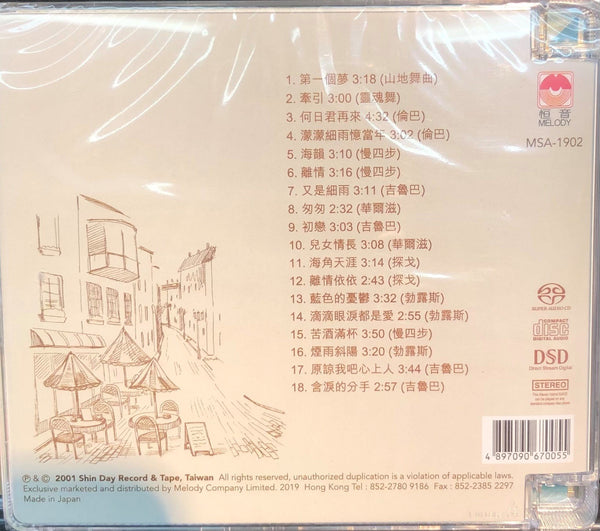 1. 第一個夢 3:18 (山地舞曲)
2. 牽引 3:00 (靈魂舞)
3. 何日君再來 4:32 (倫巴)
4. 濛濛細雨憶當年 3:02 (倫巴)
5. 海韻 3:10 (慢四步)
6. 離情 3:16 (慢四步)
7. 又是細雨 3:11 (吉魯巴)
8. 匆匆 2:32 (華爾滋)
9. 初戀 3:03 (吉魯巴)
10. 兒女情長 3:08 (華爾滋)
11. 海角天涯 3:14 (探戈)
12. 離情依依 2:43 (探戈)
13. 藍色的憂鬱 3:32 (勃露斯)
14. 滴滴眼淚都是愛 2:55 (勃露斯)
15. 苦酒滿杯 3:50 (慢四步)
16. 煙雨斜陽 3:20 (勃露斯)
17. 原諒我吧心上人 3:44 (吉魯巴)
18. 含淚的分手 2:57 (吉魯巴)
恒音
MELODY
MSA-1902
SUPER AUDIO CD
COMPACT
disc
DIGITAL AUDIO
DSD
Direct Stream Digital
STEREO
4 897090 670055
℗ & © 2001 Shin Day Record & Tape, Taiwan All rights reserved, unauthorized duplication is a violation of applicable laws.
Exclusive marketed and distributed by Melody Company Limited. 2019 Hong Kong Tel : 852-2780 9186 Fax : 852-2385 2297
Made in Japan